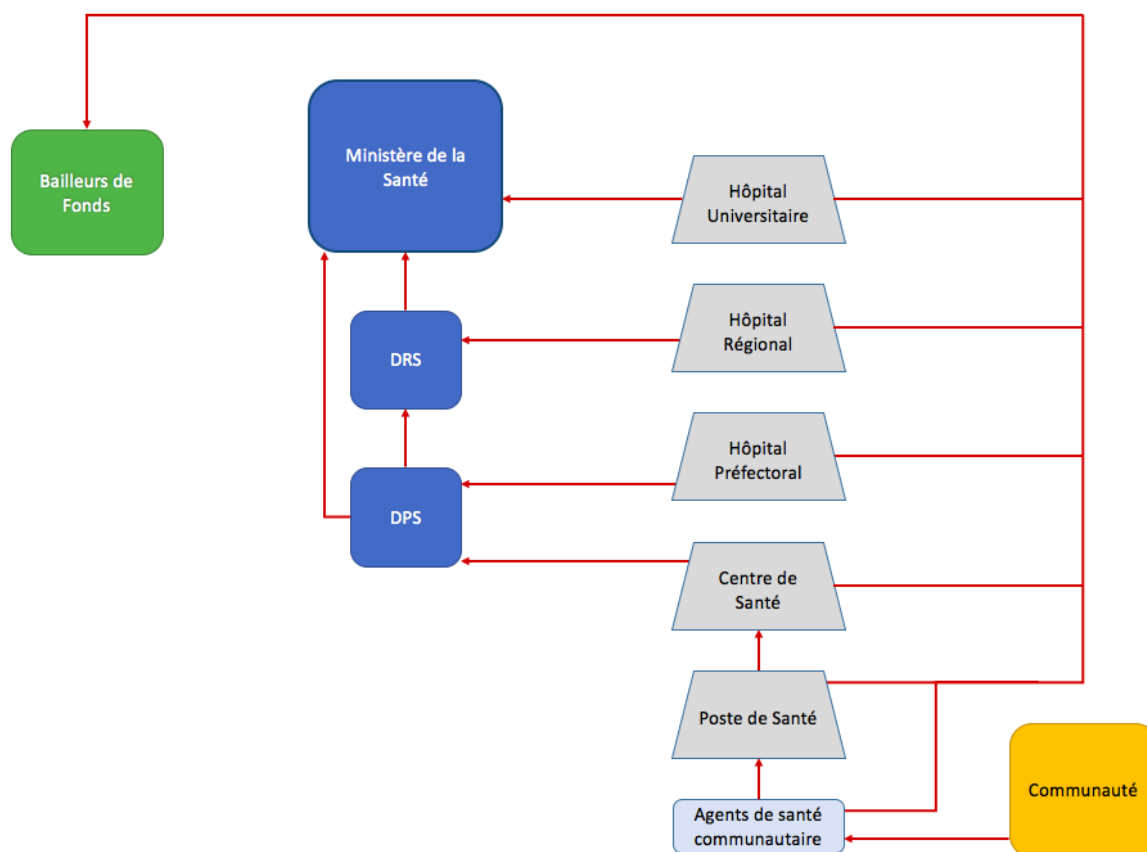 Bailleurs de
Fonds
Ministère de la
Santé
Hôpital
Universitaire
DRS
Hôpital
Régional
DPS
Hôpital
Préfectoral
Centre de
Santé
Poste de Santé
Agents de santé
communautaire
Communauté